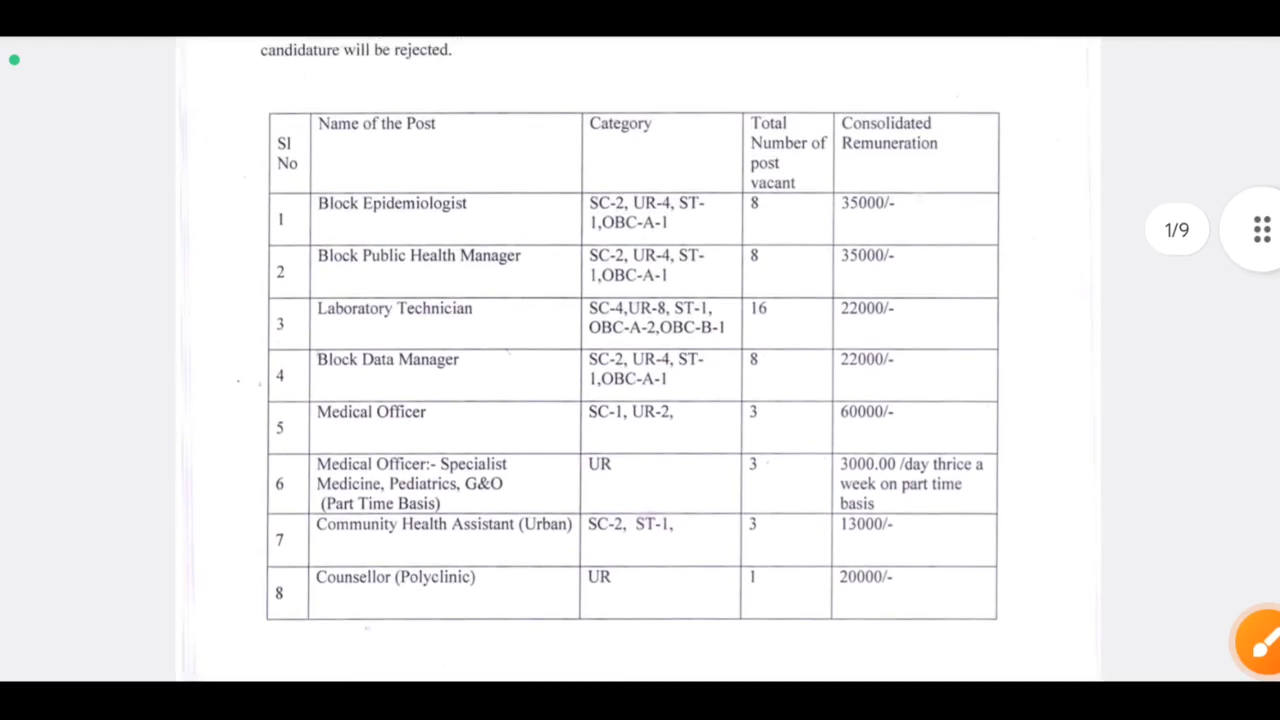 candidature will be rejected.
Sl No | Name of the Post | Category | Total Number of post vacant | Consolidated Remuneration
1 | Block Epidemiologist | SC-2, UR-4, ST-1,OBC-A-1 | 8 | 35000/-
2 | Block Public Health Manager | SC-2, UR-4, ST-1,OBC-A-1 | 8 | 35000/-
3 | Laboratory Technician | SC-4,UR-8, ST-1, OBC-A-2,OBC-B-1 | 16 | 22000/-
4 | Block Data Manager | SC-2, UR-4, ST-1,OBC-A-1 | 8 | 22000/-
5 | Medical Officer | SC-1, UR-2, | 3 | 60000/-
6 | Medical Officer:- Specialist Medicine, Pediatrics, G&O (Part Time Basis) | UR | 3 | 3000.00 /day thrice a week on part time basis
7 | Community Health Assistant (Urban) | SC-2, ST-1, | 3 | 13000/-
8 | Counsellor (Polyclinic) | UR | 1 | 20000/-
1/9